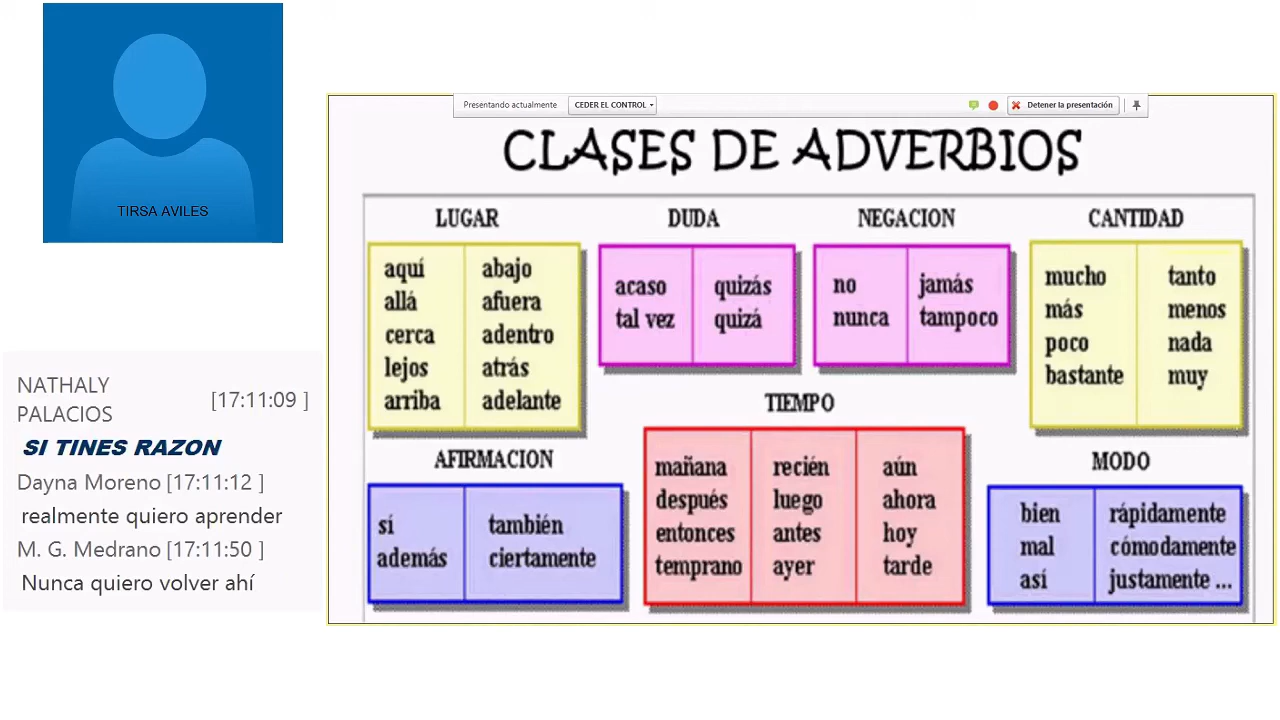 TIRSA AVILES
NATHALY
PALACIOS
[17:11:09 ]
SI TINES RAZON
Dayna Moreno [17:11:12 ]
realmente quiero aprender
M. G. Medrano [17:11:50 ]
Nunca quiero volver ahí
Presentando actualmente
CEDER EL CONTROL
Detener la presentación
CLASES DE ADVERBIOS
LUGAR
aquí abajo
allá afuera
cerca adentro
lejos atrás
arriba adelante
DUDA
acaso quizás
tal vez quizá
NEGACION
no jamás
nunca tampoco
CANTIDAD
mucho tanto
más menos
poco nada
bastante muy
AFIRMACION
sí también
además ciertamente
TIEMPO
mañana recién aún
después luego ahora
entonces antes hoy
temprano ayer tarde
MODO
bien rápidamente
mal cómodamente
así justamente ...